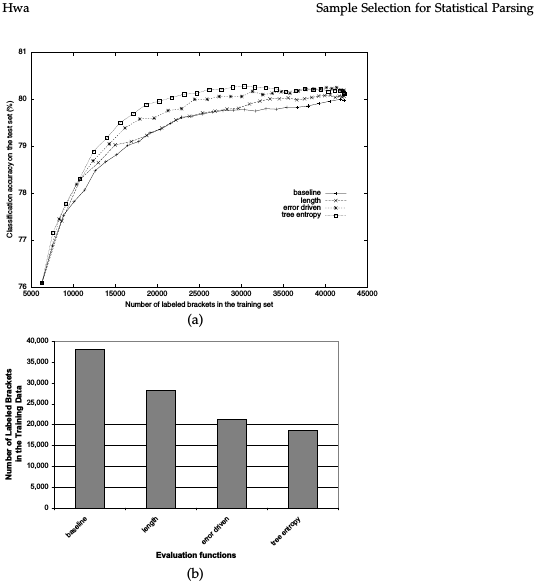 Hwa Sample Selection for Statistical Parsing
81
80
79
78
77
76
Classification accuracy on the test set (%)
baseline
length
error driven
tree entropy
5000 10000 15000 20000 25000 30000 35000 40000 45000
Number of labeled brackets in the training set
(a)
40,000
35,000
30,000
25,000
20,000
15,000
10,000
5,000
0
Number of Labeled Brackets
in the Training Data
baseline length error driven tree entropy
Evaluation functions
(b)